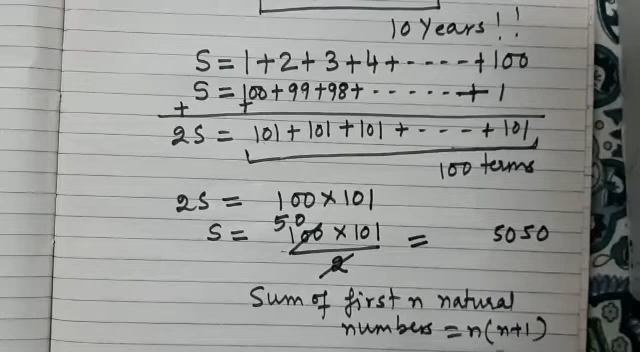 10 Years!!
S = 1+2+3+4+-----+100
S = 100+99+98+------+1
+ +
2S = 101+101+101+----+101
100 terms
2S = 100×101
S = 50 100×101 = 5050
2
Sum of first n natural
numbers = n(n+1)